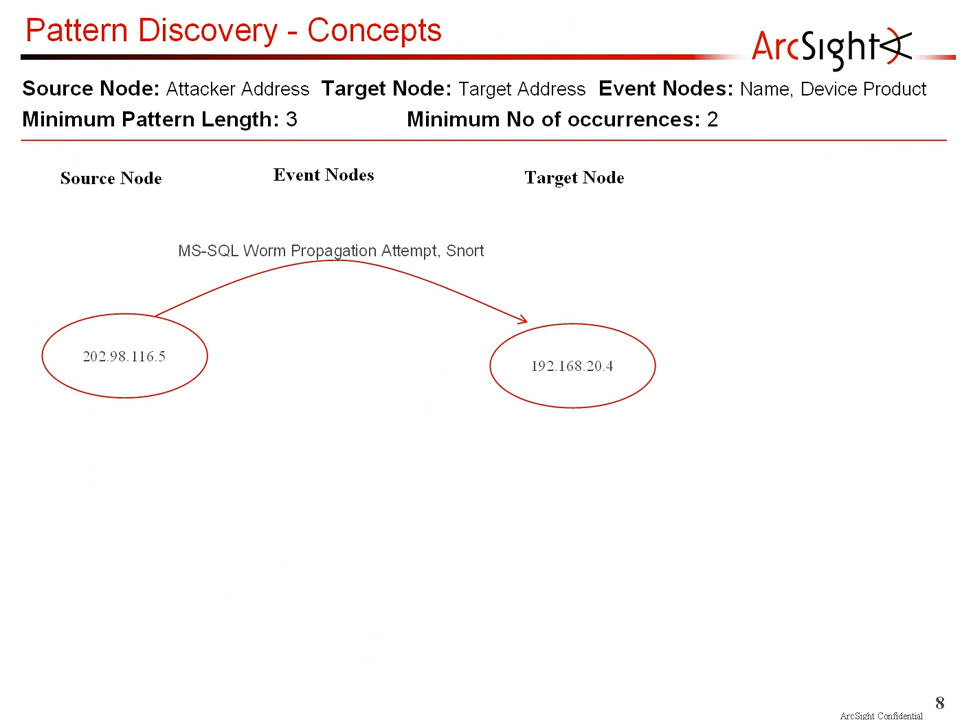 Pattern Discovery - Concepts
ArcSight
Source Node: Attacker Address Target Node: Target Address Event Nodes: Name, Device Product
Minimum Pattern Length: 3 Minimum No of occurrences: 2
Source Node Event Nodes Target Node
MS-SQL Worm Propagation Attempt, Snort
202.98.116.5 192.168.20.4
8
ArcSight Confidential